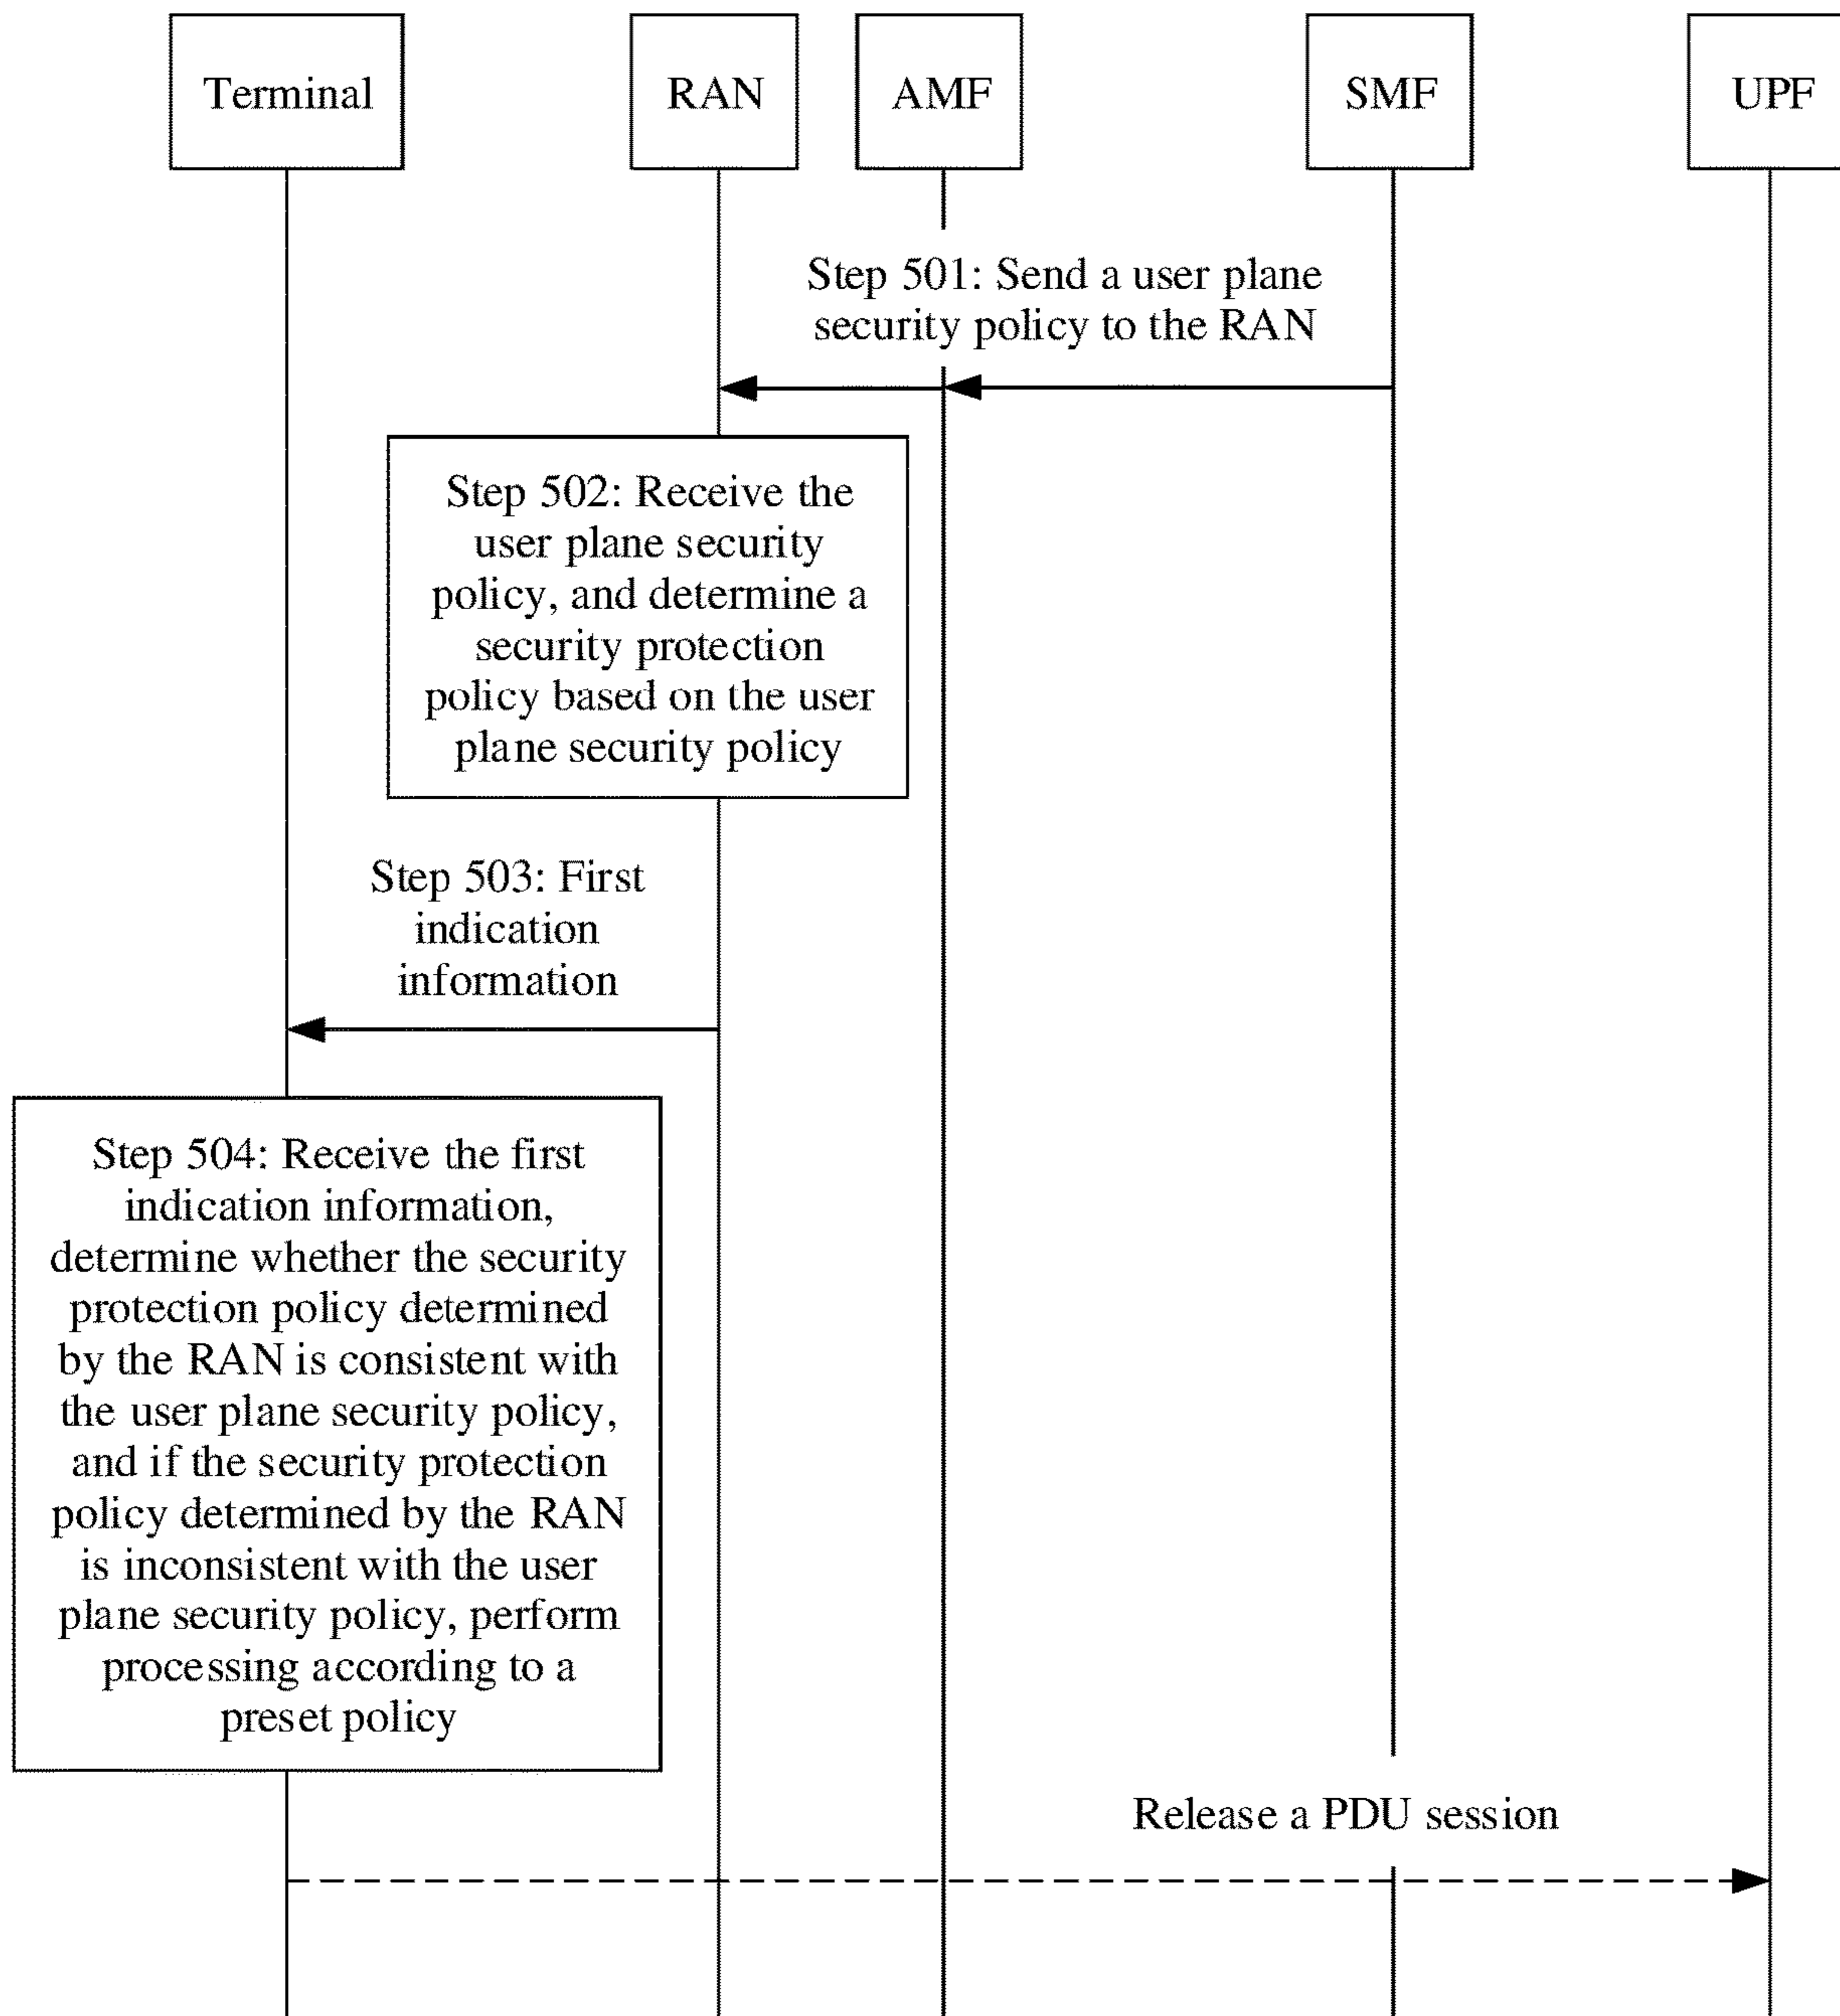 Terminal
RAN
AMF
SMF
UPF
Step 501: Send a user plane
security policy to the RAN
Step 502: Receive the
user plane security
policy, and determine a
security protection
policy based on the user
plane security policy
Step 503: First
indication
information
Step 504: Receive the first
indication information,
determine whether the security
protection policy determined
by the RAN is consistent with
the user plane security policy,
and if the security protection
policy determined by the RAN
is inconsistent with the user
plane security policy, perform
processing according to a
preset policy
Release a PDU session